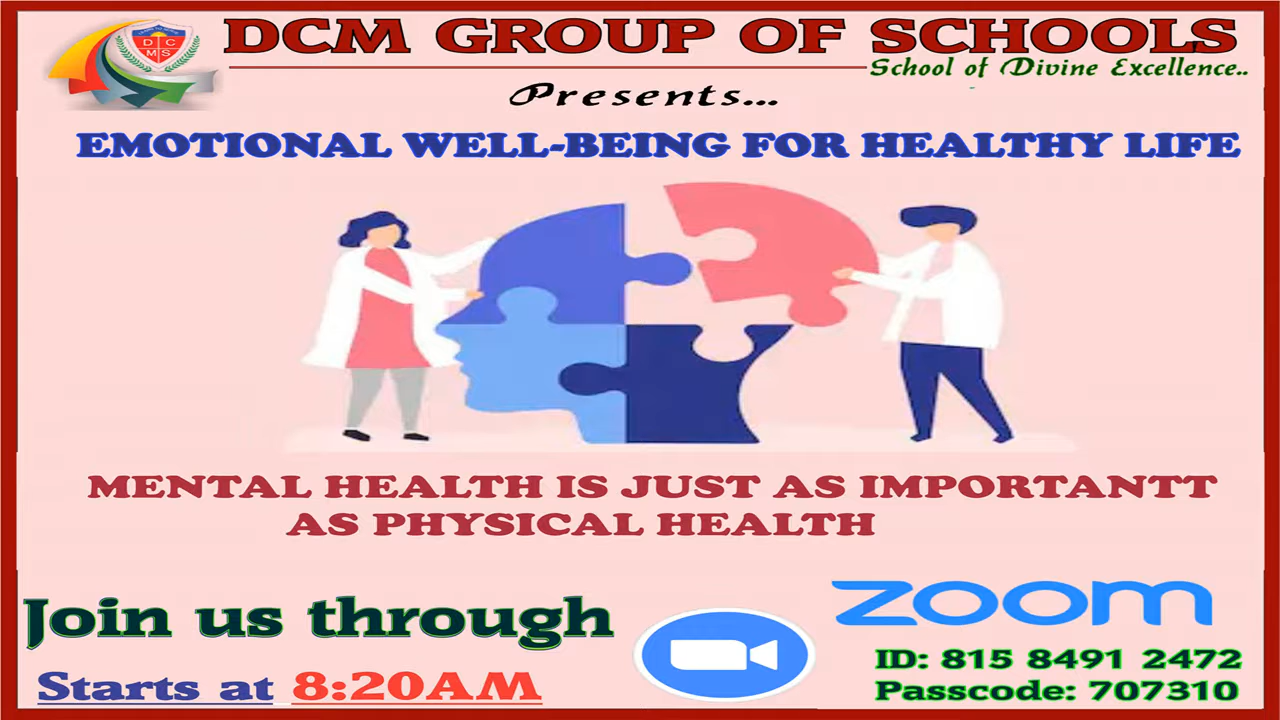 DCM GROUP OF SCHOOLS
School of Divine Excellence..
D C
M S
Presents...
EMOTIONAL WELL-BEING FOR HEALTHY LIFE
MENTAL HEALTH IS JUST AS IMPORTANTT
AS PHYSICAL HEALTH
Join us through
zoom
ID: 815 8491 2472
Starts at 8:20AM
Passcode: 707310